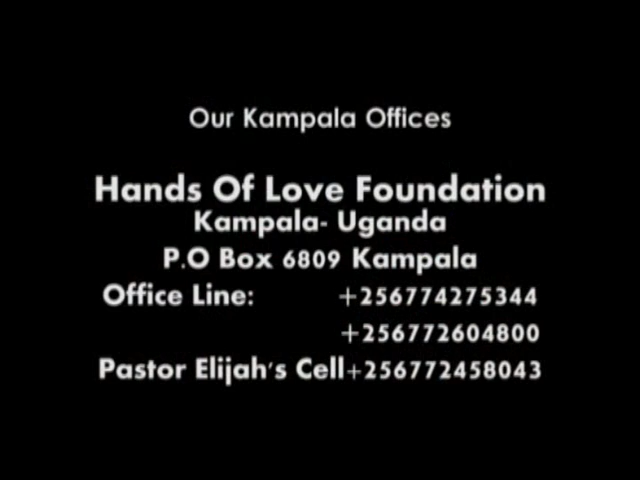 Our Kampala Offices
Hands Of Love Foundation
Kampala- Uganda
P.O Box 6809 Kampala
Office Line: +256774275344
+256772604800
Pastor Elijah's Cell+256772458043